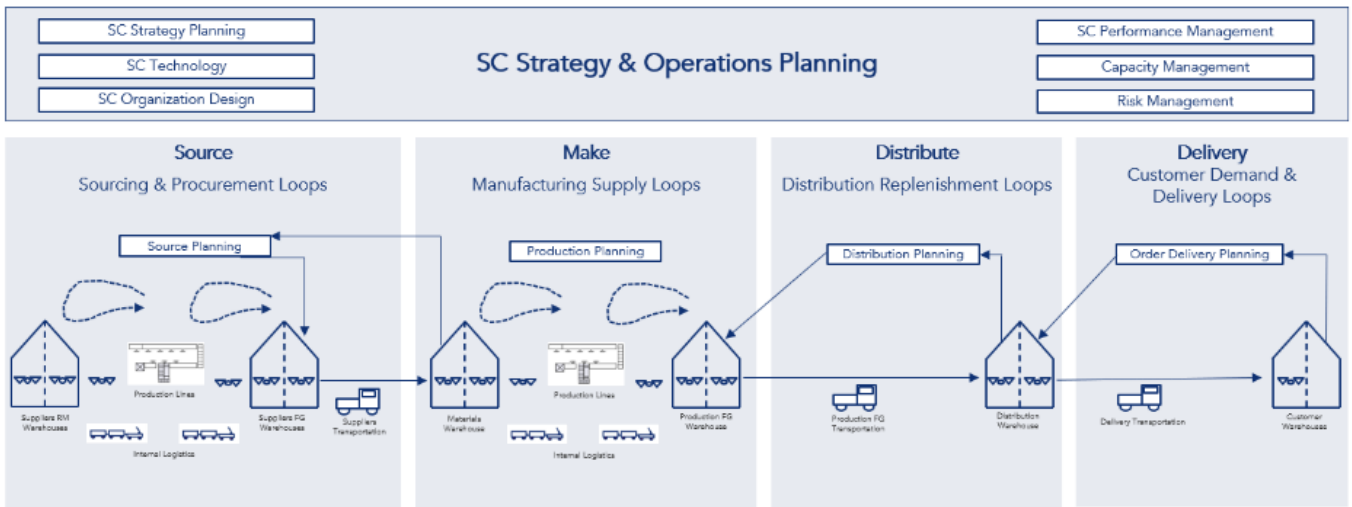 SC Strategy Planning
SC Technology
SC Organization Design
SC Strategy & Operations Planning
SC Performance Management
Capacity Management
Risk Management
Source
Sourcing & Procurement Loops
Source Planning
Suppliers RM
Warehouses
Production Lines
Internal Logistics
Suppliers FG
Warehouses
Suppliers
Transportation
Make
Manufacturing Supply Loops
Production Planning
Materials
Warehouse
Production Lines
Internal Logistics
Production FG
Warehouse
Distribute
Distribution Replenishment Loops
Distribution Planning
Production FG
Transportation
Distribution
Warehouse
Delivery
Customer Demand &
Delivery Loops
Order Delivery Planning
Delivery Transportation
Customer
Warehouses